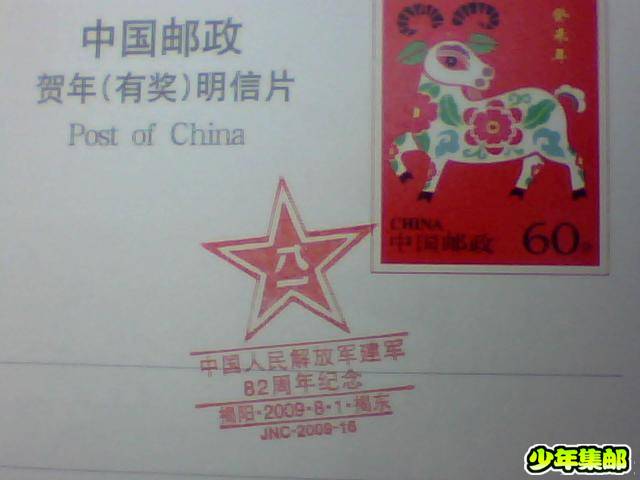 中国邮政
贺年(有奖)明信片
Post of China
癸未年
CHINA
中国邮政 60分
八一
中国人民解放军建军
82周年纪念
揭阳·2009·8·1·揭东
JNC-2009-16
少年集邮